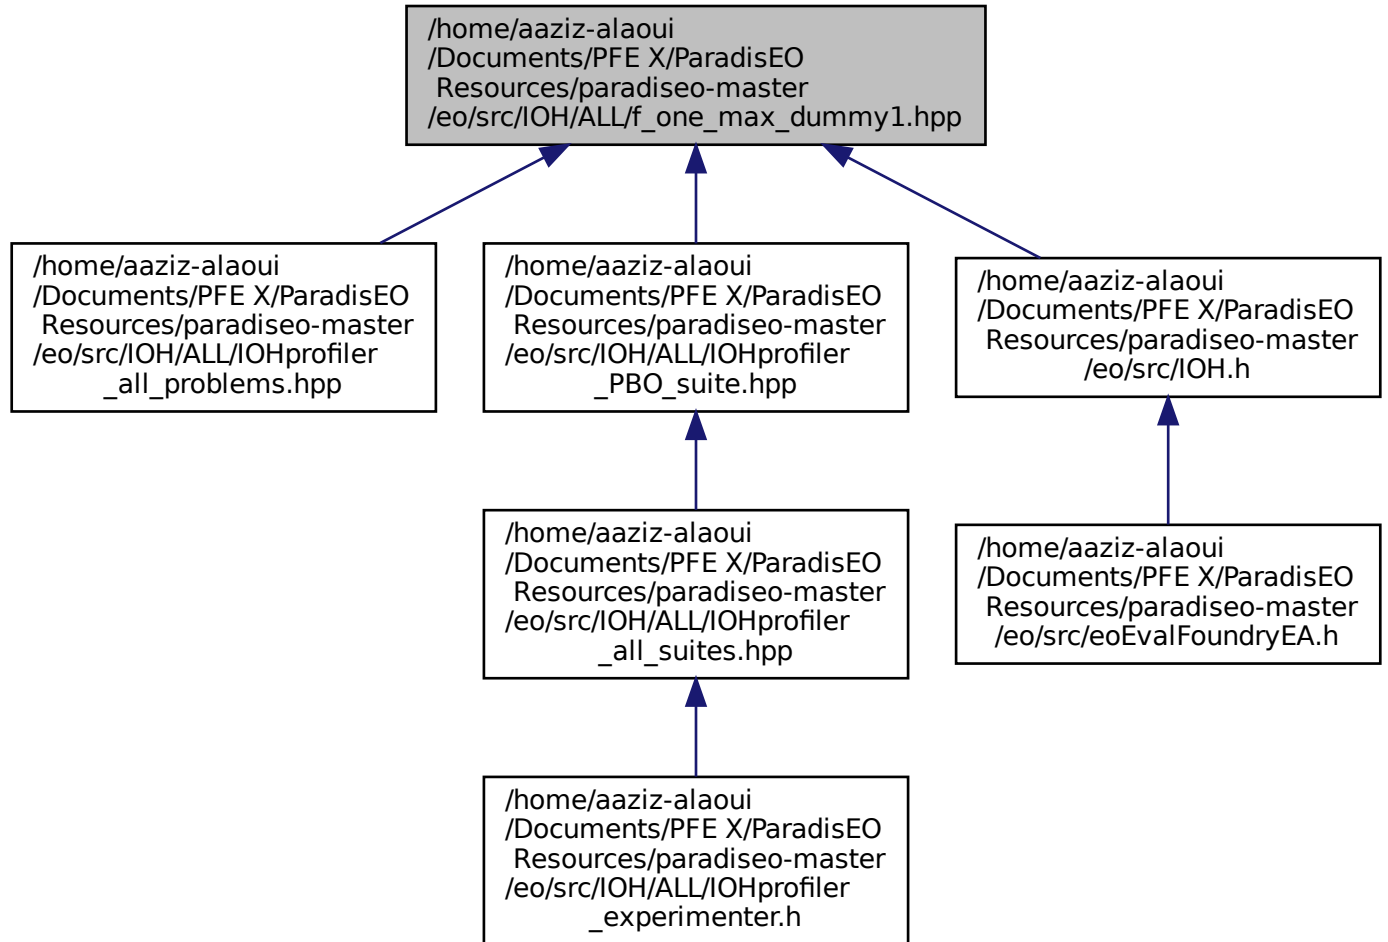 /home/aaziz-alaoui
/Documents/PFE X/ParadisEO
Resources/paradiseo-master
/eo/src/IOH/ALL/f_one_max_dummy1.hpp
/home/aaziz-alaoui
/Documents/PFE X/ParadisEO
Resources/paradiseo-master
/eo/src/IOH/ALL/IOHprofiler
_all_problems.hpp
/home/aaziz-alaoui
/Documents/PFE X/ParadisEO
Resources/paradiseo-master
/eo/src/IOH/ALL/IOHprofiler
_PBO_suite.hpp
/home/aaziz-alaoui
/Documents/PFE X/ParadisEO
Resources/paradiseo-master
/eo/src/IOH.h
/home/aaziz-alaoui
/Documents/PFE X/ParadisEO
Resources/paradiseo-master
/eo/src/IOH/ALL/IOHprofiler
_all_suites.hpp
/home/aaziz-alaoui
/Documents/PFE X/ParadisEO
Resources/paradiseo-master
/eo/src/eoEvalFoundryEA.h
/home/aaziz-alaoui
/Documents/PFE X/ParadisEO
Resources/paradiseo-master
/eo/src/IOH/ALL/IOHprofiler
_experimenter.h